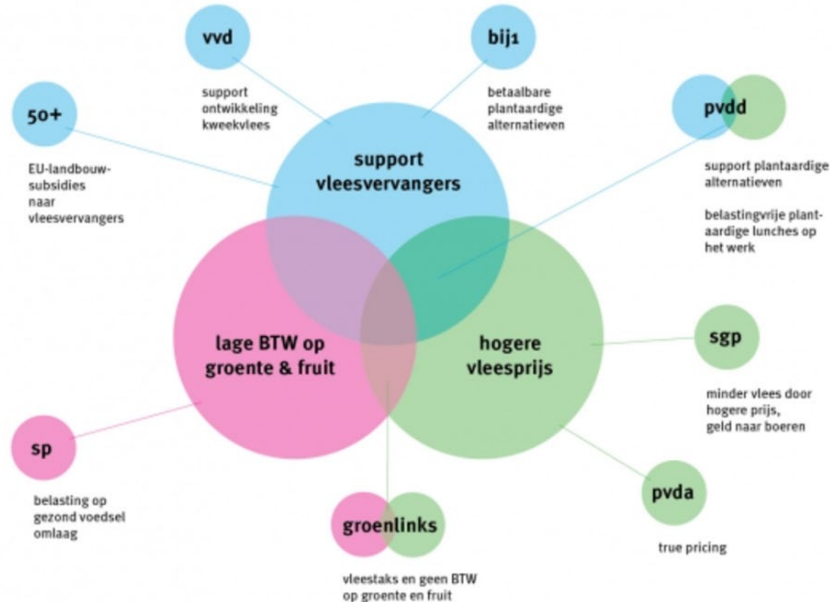 vvd
support
ontwikkeling
kweekvlees
bij1
betaalbare
plantaardige
alternatieven
50+
EU-landbouw-
subsidies
naar
vleesvervangers
pvdd
support plantaardige
alternatieven
belastingvrije plant-
aardige lunches op
het werk
support
vleesvervangers
lage BTW op
groente & fruit
hogere
vleesprijs
sgp
minder vlees door
hogere prijs,
geld naar boeren
sp
belasting op
gezond voedsel
omlaag
groenlinks
vleestaks en geen BTW
op groente en fruit
pvda
true pricing